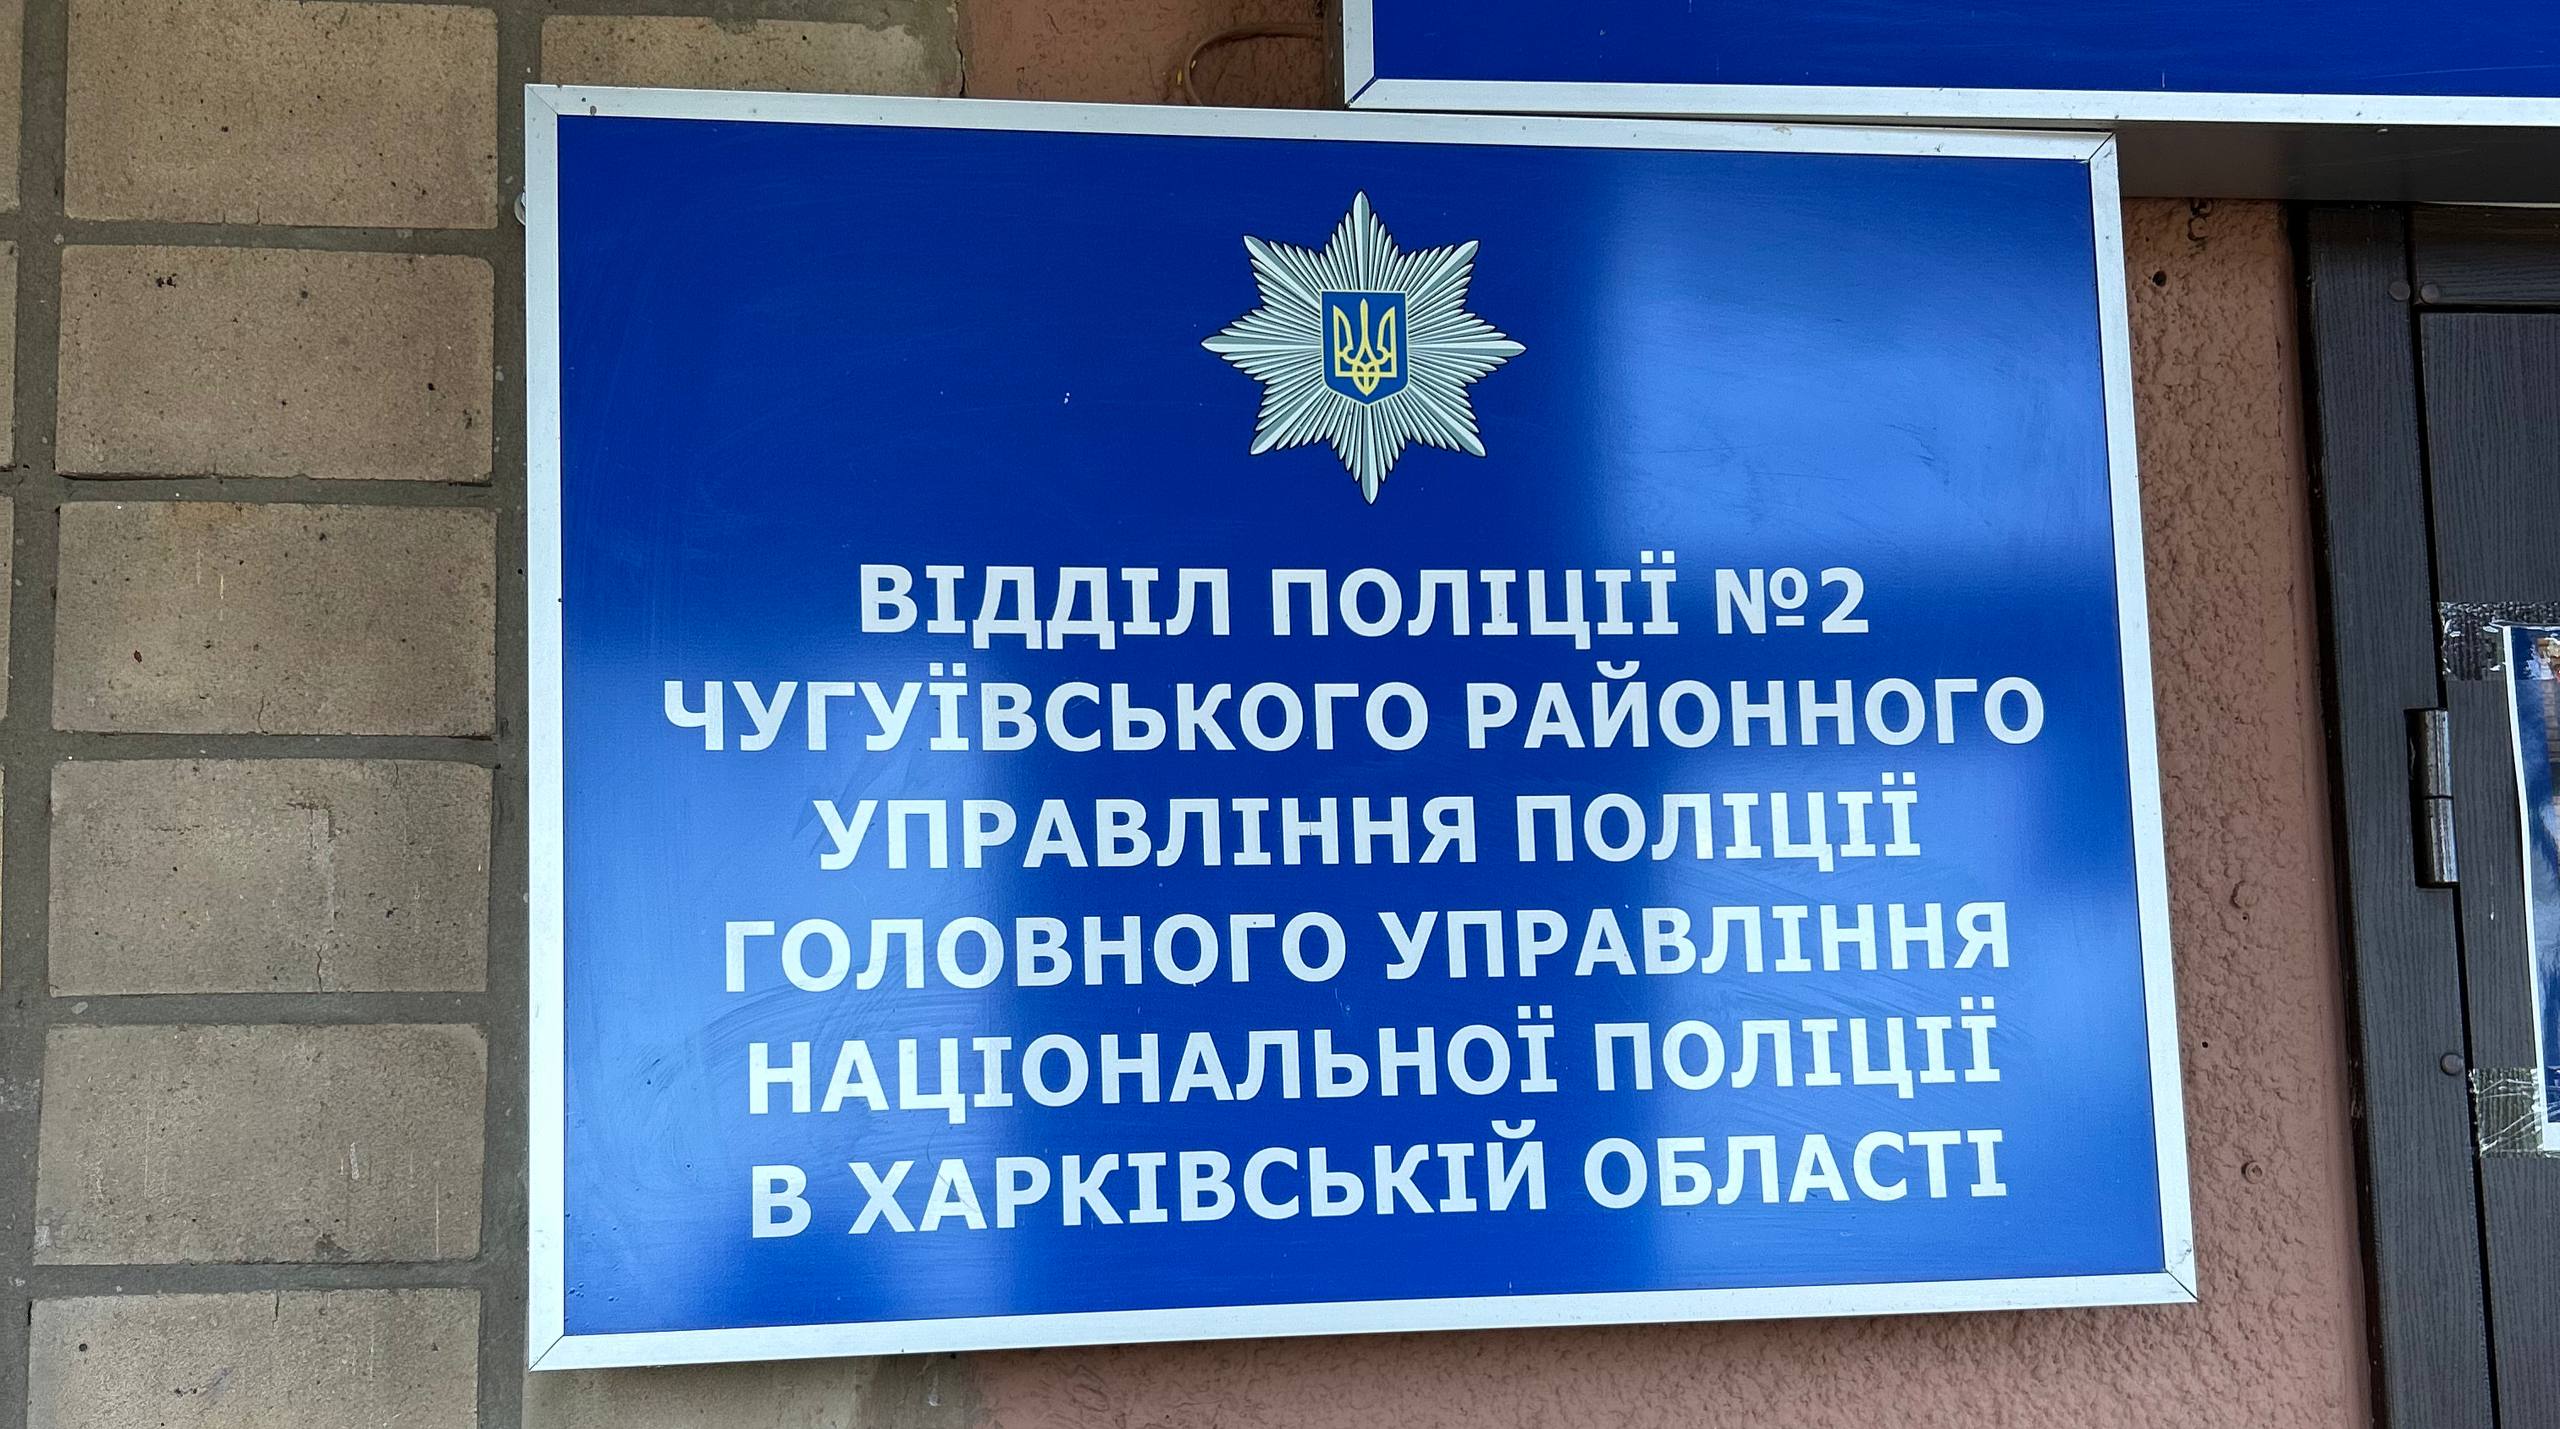 ВІДДІЛ ПОЛІЦІЇ №2
ЧУГУЇВСЬКОГО РАЙОННОГО
УПРАВЛІННЯ ПОЛІЦІЇ
ГОЛОВНОГО УПРАВЛІННЯ
НАЦІОНАЛЬНОЇ ПОЛІЦІЇ
В ХАРКІВСЬКІЙ ОБЛАСТІ